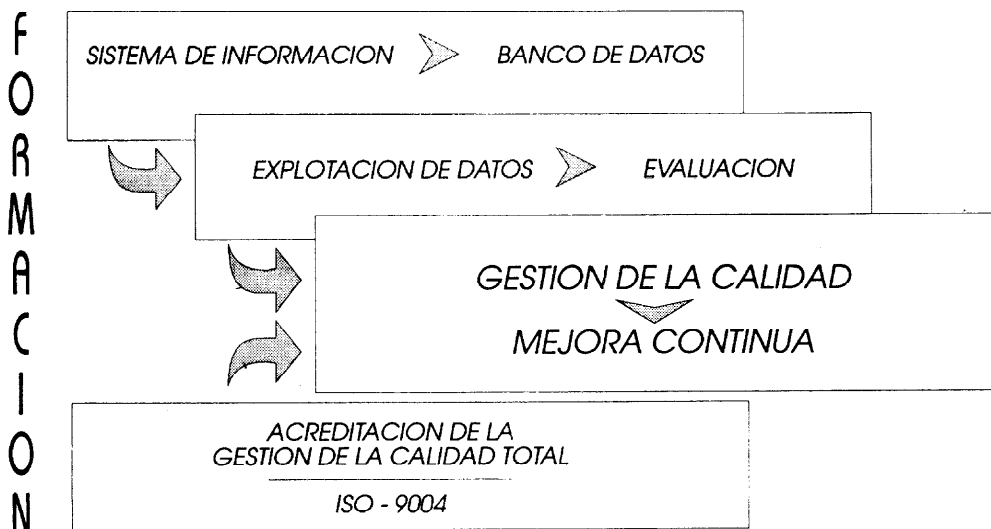 FORMACION
SISTEMA DE INFORMACION BANCO DE DATOS
EXPLOTACION DE DATOS EVALUACION
GESTION DE LA CALIDAD
MEJORA CONTINUA
ACREDITACION DE LA
GESTION DE LA CALIDAD TOTAL
ISO - 9004